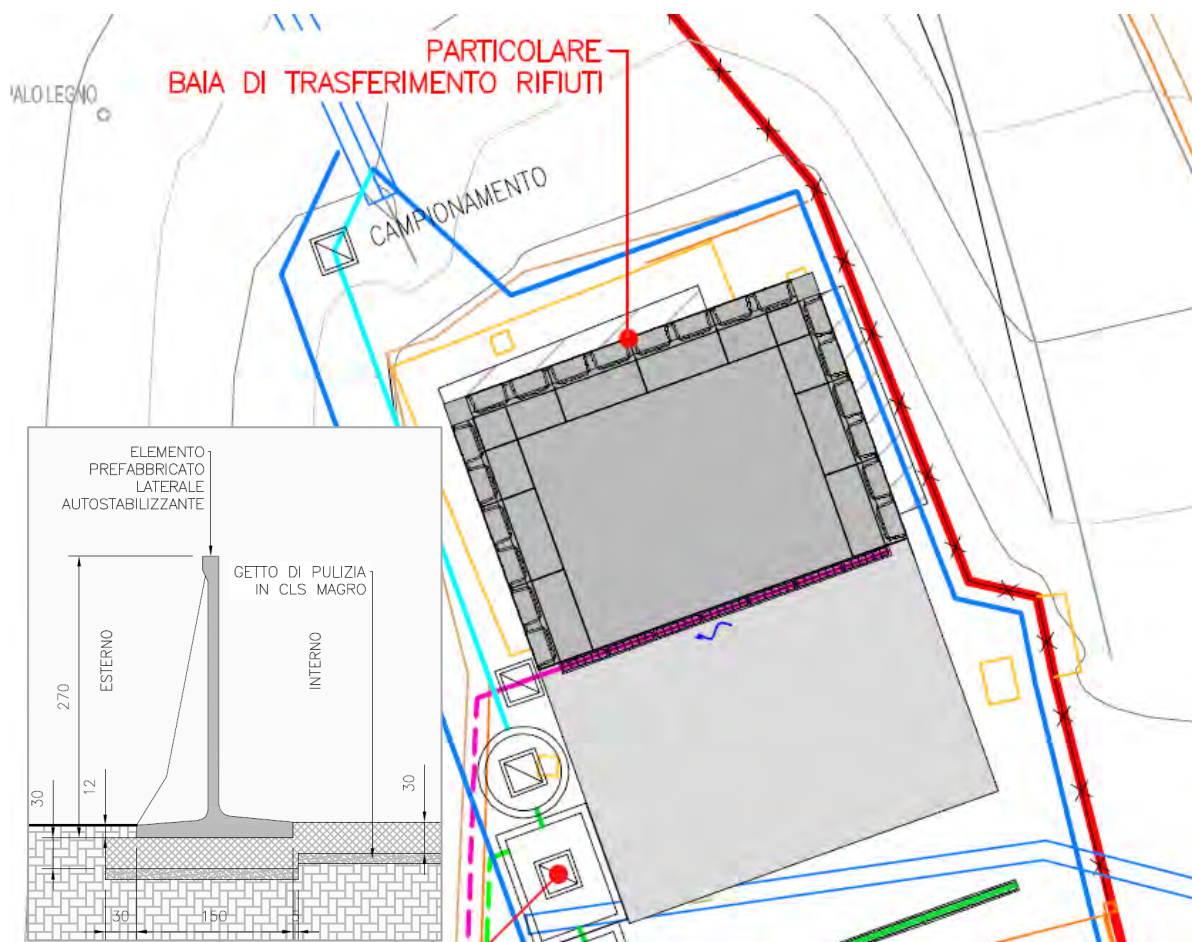 PARTICOLARE
BAIA DI TRASFERIMENTO RIFIUTI
PALO LEGNO
CAMPIONAMENTO
ELEMENTO
PREFABBRICATO
LATERALE
AUTOSTABILIZZANTE
GETTO DI PULIZIA
IN CLS MAGRO
ESTERNO
INTERNO
270
30
12
30
30
150
5